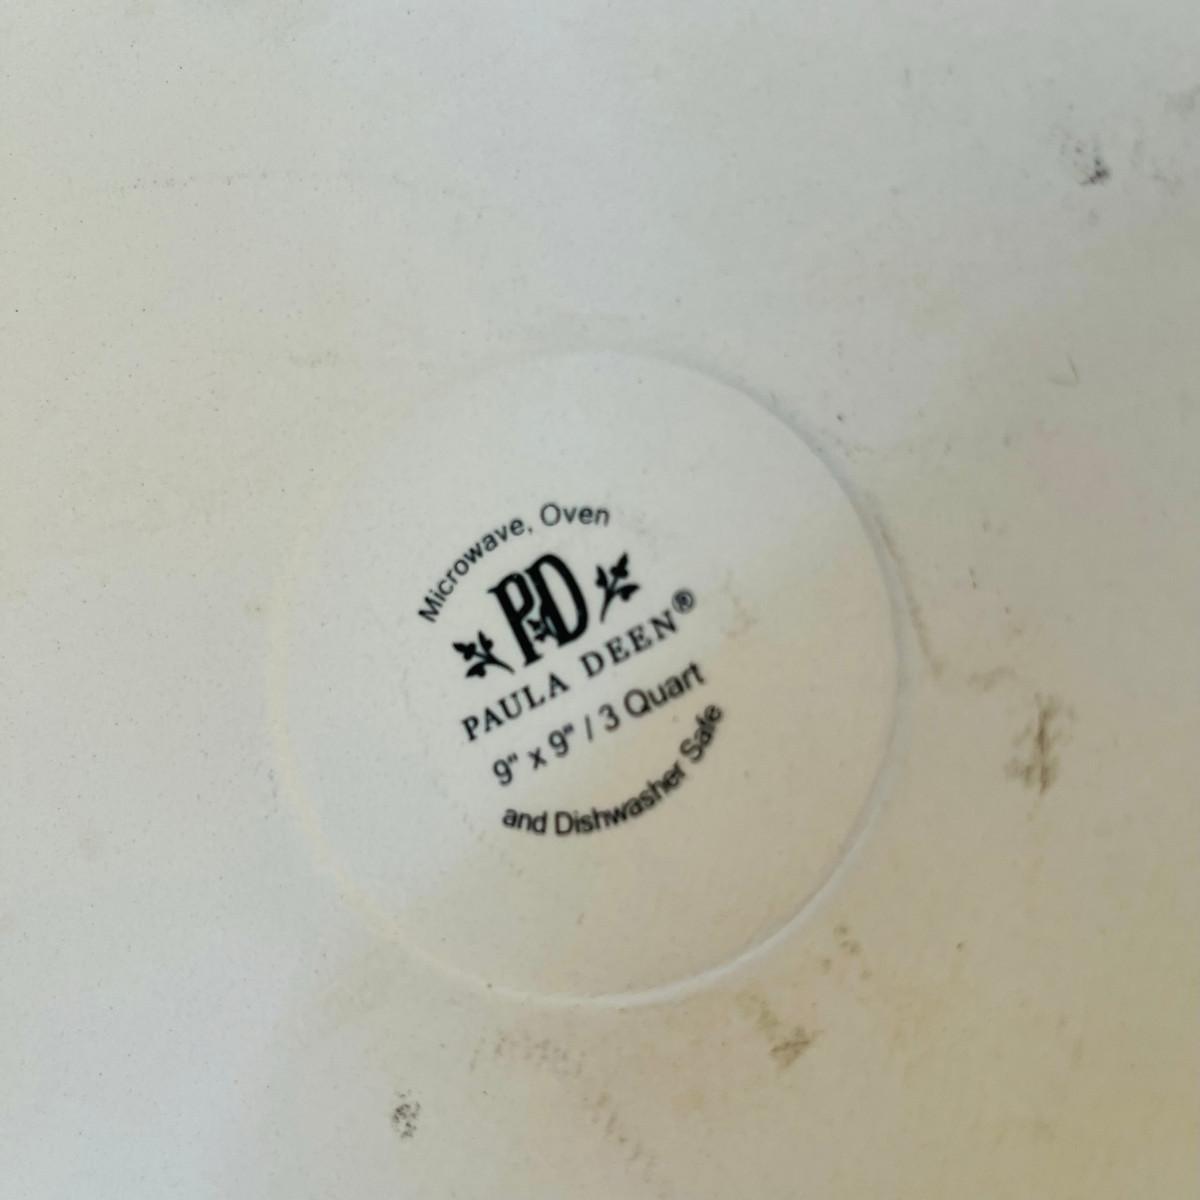 Microwave, Oven
PD
PAULA DEEN®
9" x 9" / 3 Quart
and Dishwasher Safe